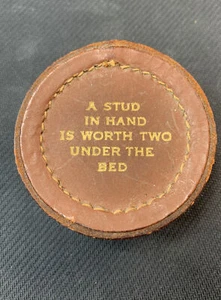 A STUD
IN HAND
IS WORTH TWO
UNDER THE
BED